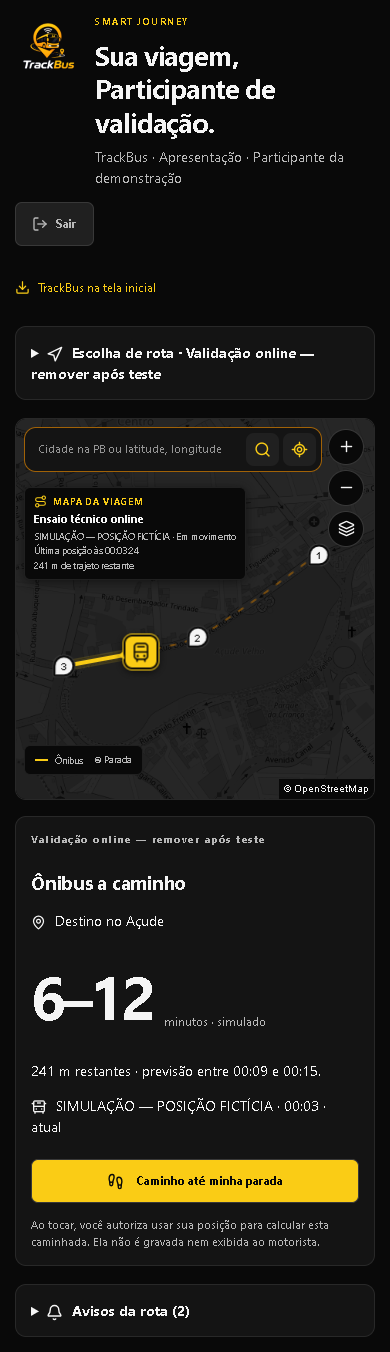 SMART JOURNEY
TrackBus
Sua viagem,
Participante de
validação.
TrackBus · Apresentação · Participante da
demonstração
Sair
TrackBus na tela inicial
Escolha de rota · Validação online —
remover após teste
Centro
Cidade na PB ou latitude, longitude
+
−
MAPA DA VIAGEM
Ensaio técnico online
SIMULAÇÃO — POSIÇÃO FICTÍCIA · Em movimento
Última posição às 00:03:24
241 m de trajeto restante
1
Rua Desembargador Trindade
2
3
Ônibus
Parada
© OpenStreetMap
Validação online — remover após teste
Ônibus a caminho
Destino no Açude
6–12 minutos · simulado
241 m restantes · previsão entre 00:09 e 00:15.
SIMULAÇÃO — POSIÇÃO FICTÍCIA · 00:03 ·
atual
Caminho até minha parada
Ao tocar, você autoriza usar sua posição para calcular esta
caminhada. Ela não é gravada nem exibida ao motorista.
Avisos da rota (2)